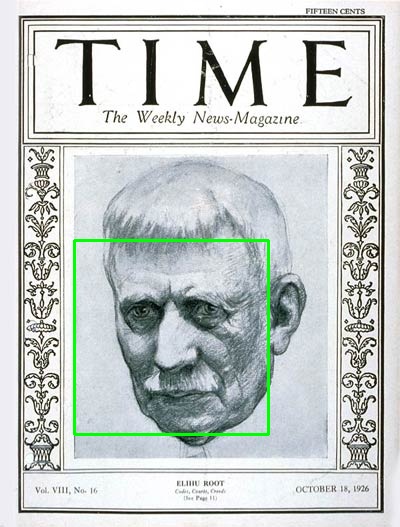 FIFTEEN CENTS
TIME
The Weekly News-Magazine
Vol. VIII, No. 16
ELIHU ROOT
Codes, Courts, Creeds
(See Page 11)
OCTOBER 18, 1926